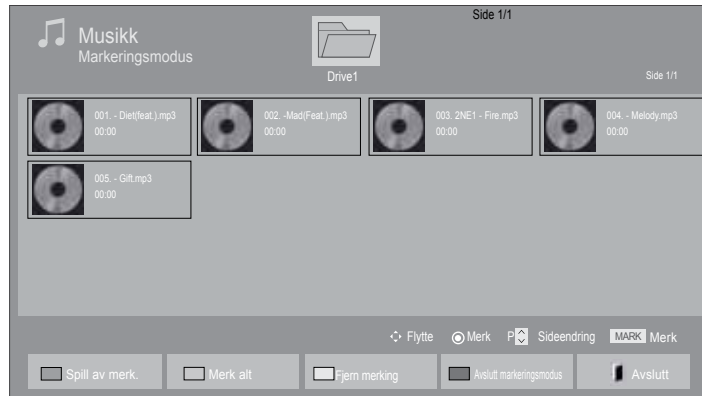 Side 1/1
Musikk
Markeringsmodus
Drive1
Side 1/1
001. - Diet(feat.).mp3
00:00
002. -Mad(Feat.).mp3
00:00
003. 2NE1 - Fire.mp3
00:00
004. - Melody.mp3
00:00
005. - Gift.mp3
00:00
Flytte Merk P Sideendring MARK Merk
Spill av merk. Merk alt Fjern merking Avslutt markeringsmodus Avslutt